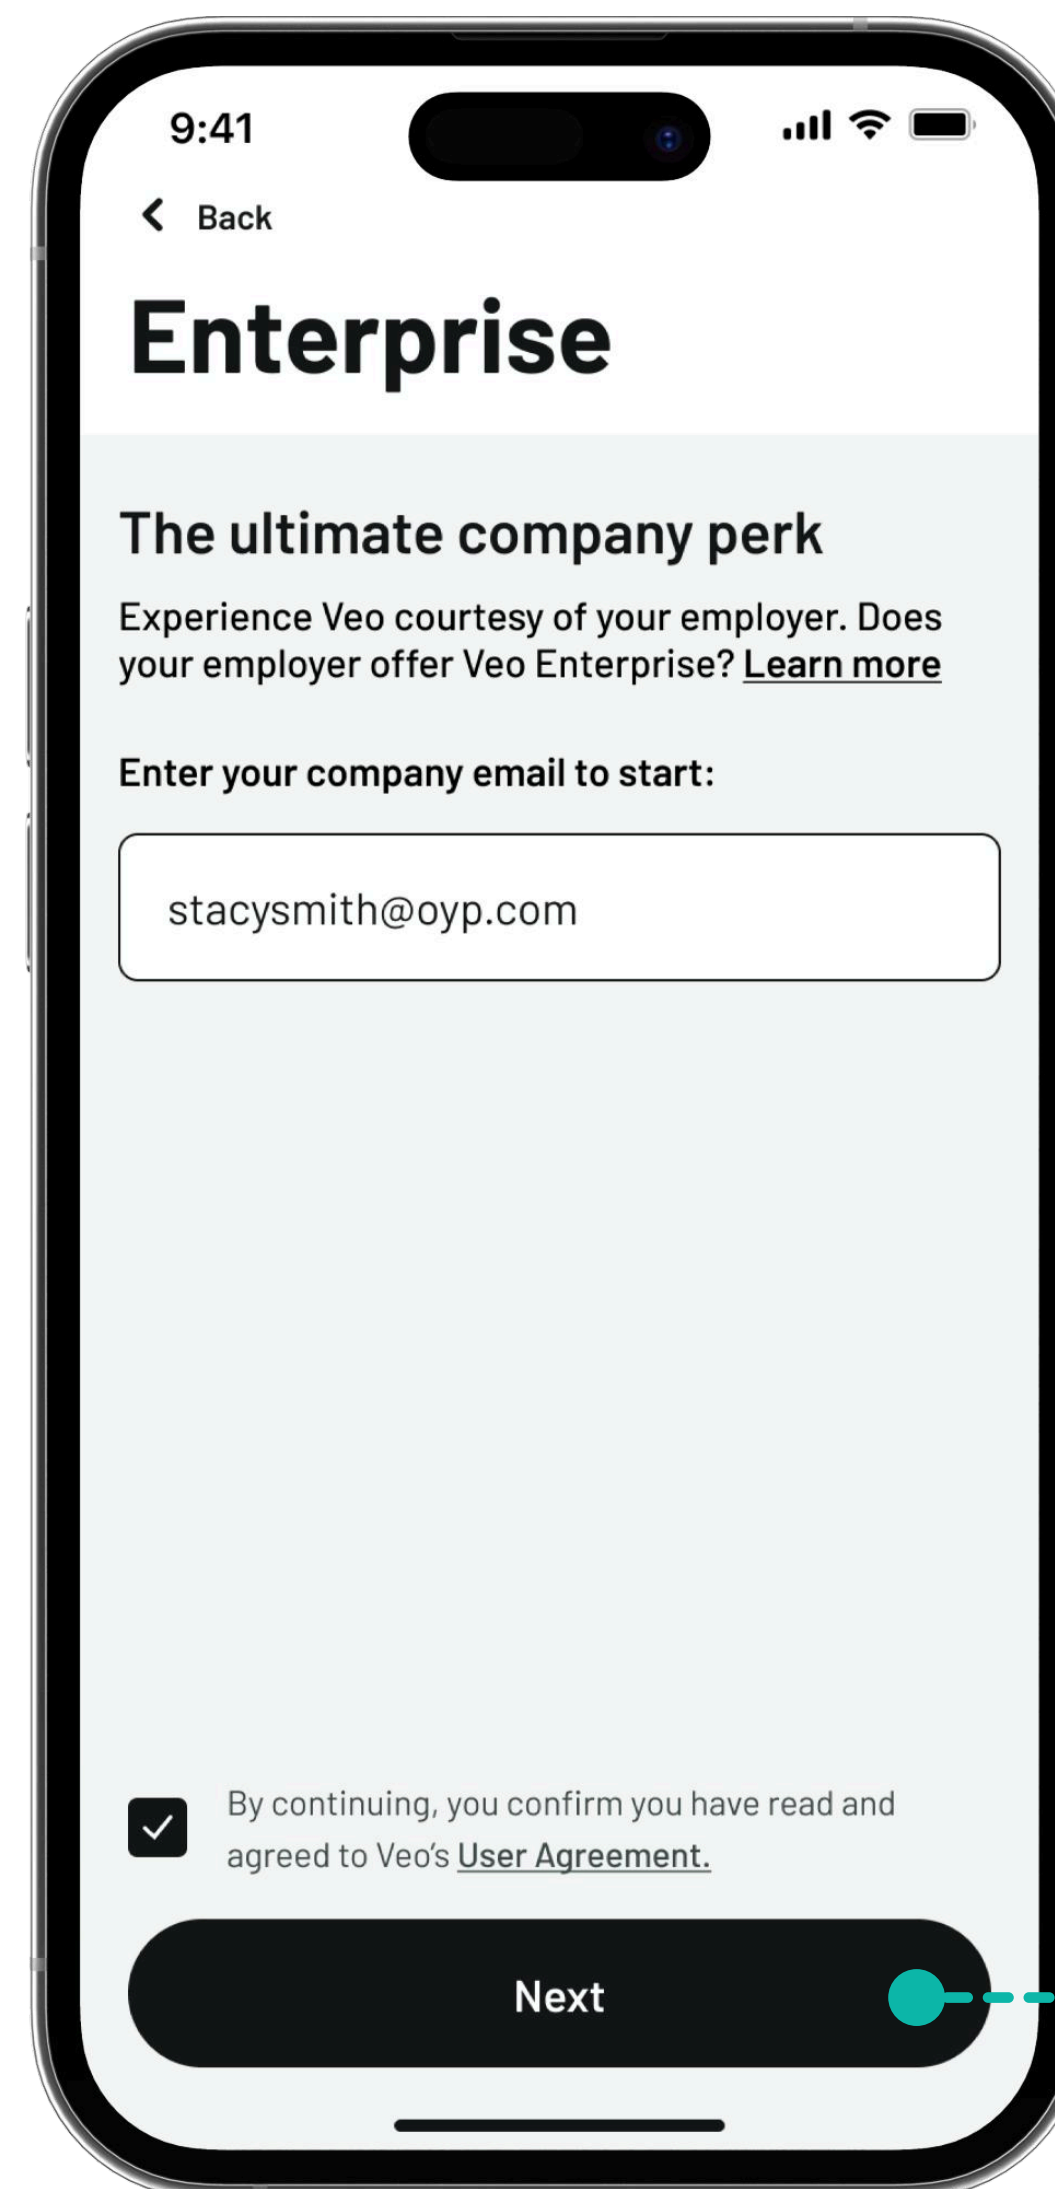 9:41
Back
Enterprise
The ultimate company perk
Experience Veo courtesy of your employer. Does
your employer offer Veo Enterprise? Learn more
Enter your company email to start:
stacysmith@oyp.com
By continuing, you confirm you have read and
agreed to Veo’s User Agreement.
Next